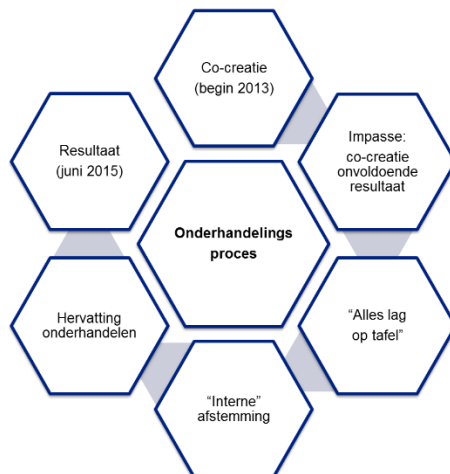 Co-creatie
(begin 2013)
Impasse:
co-creatie
onvoldoende
resultaat
"Alles lag
op tafel"
"Interne"
afstemming
Hervatting
onderhandelen
Resultaat
(juni 2015)
Onderhandelings
proces